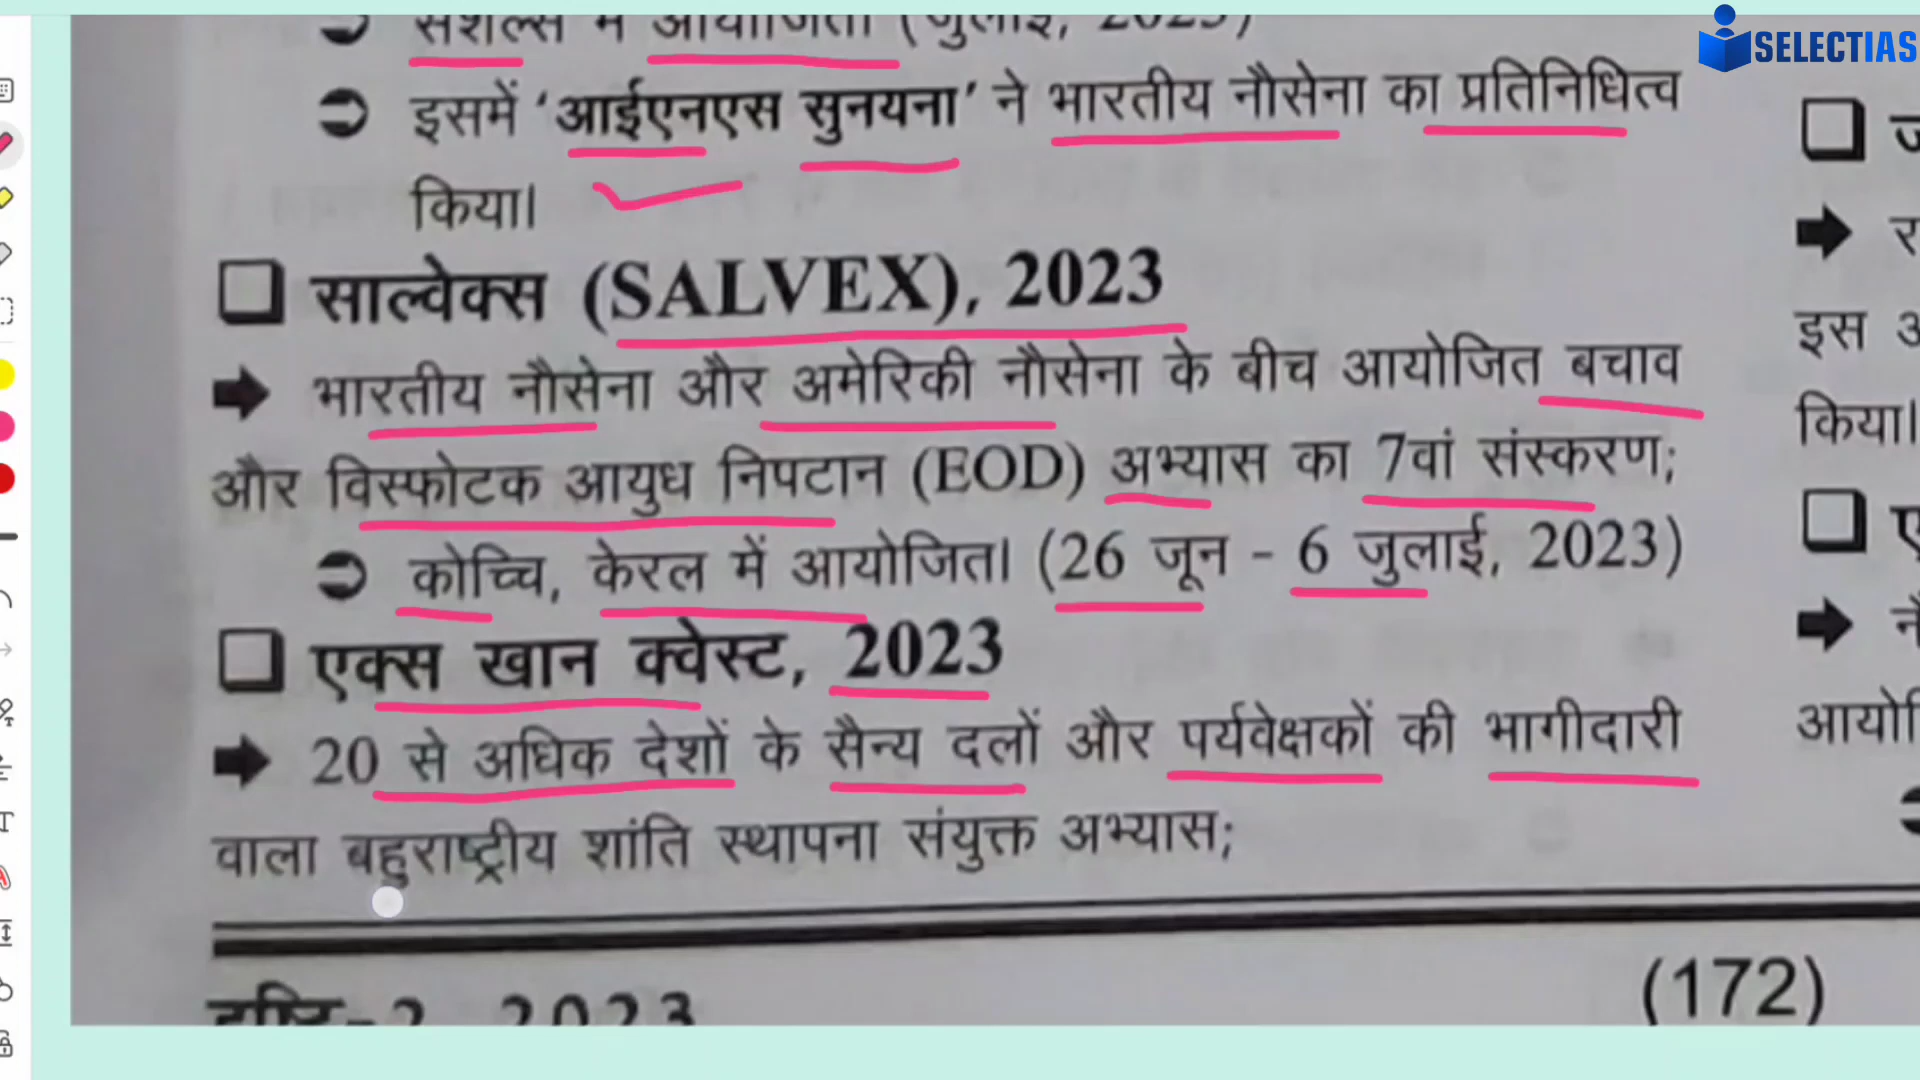 SELECTIAS
सेशेल्स में आयोजित। (जुलाई, 2023)
इसमें ‘आईएनएस सुनयना’ ने भारतीय नौसेना का प्रतिनिधित्व
किया।
साल्वेक्स (SALVEX), 2023
भारतीय नौसेना और अमेरिकी नौसेना के बीच आयोजित बचाव
और विस्फोटक आयुध निपटान (EOD) अभ्यास का 7वां संस्करण;
कोच्चि, केरल में आयोजित। (26 जून - 6 जुलाई, 2023)
एक्स खान क्वेस्ट, 2023
20 से अधिक देशों के सैन्य दलों और पर्यवेक्षकों की भागीदारी
वाला बहुराष्ट्रीय शांति स्थापना संयुक्त अभ्यास;
(172)
इस
किया।